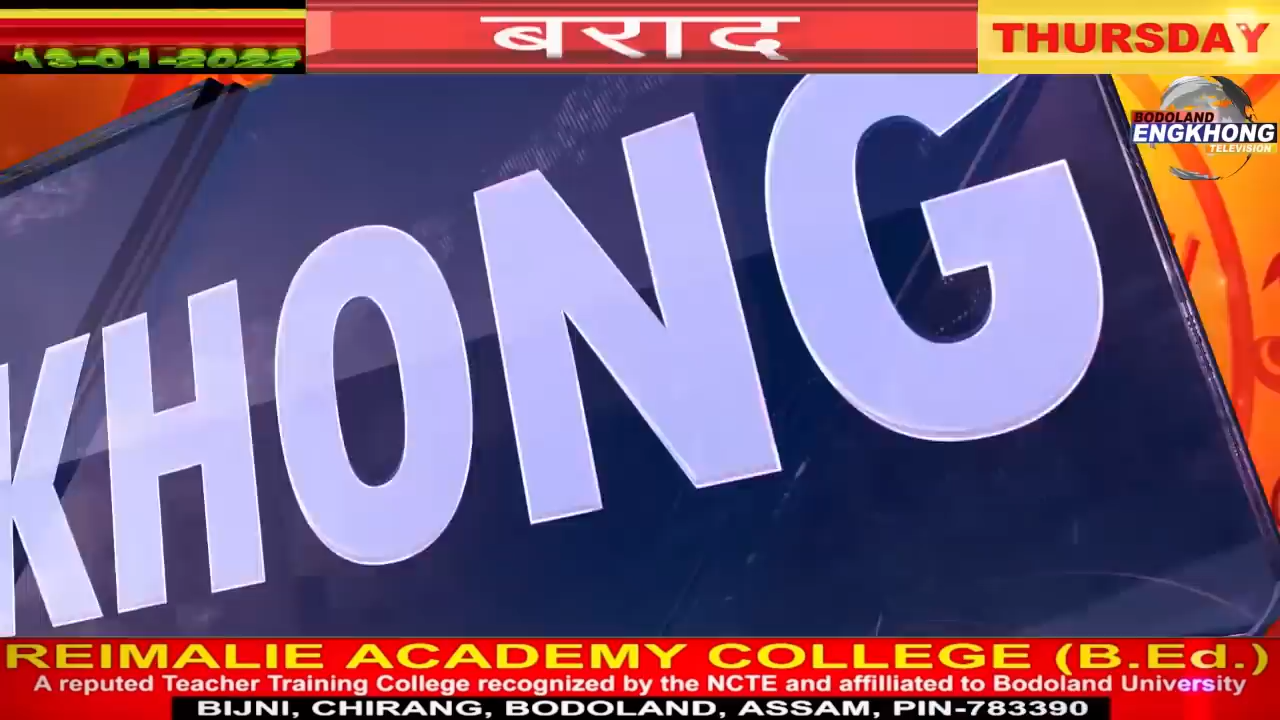 13-01-2022
बराद
THURSDAY
BODOLAND
ENGKHONG
TELEVISION
KHONG
REIMALIE ACADEMY COLLEGE (B.Ed.)
A reputed Teacher Training College recognized by the NCTE and affilliated to Bodoland University
BIJNI, CHIRANG, BODOLAND, ASSAM, PIN-783390